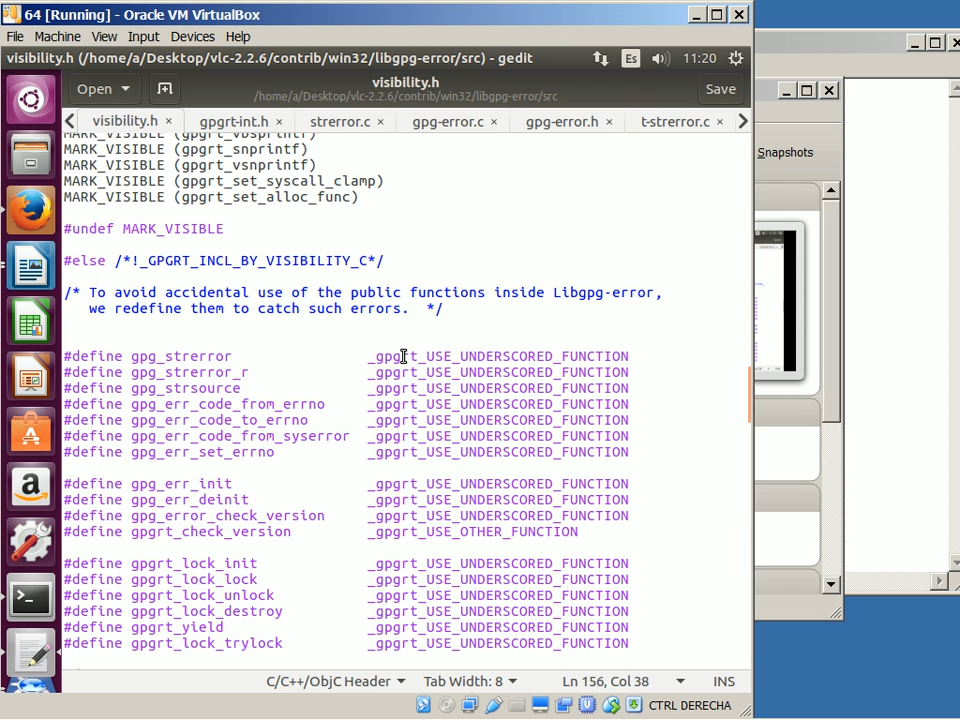 64 [Running] - Oracle VM VirtualBox
File Machine View Input Devices Help
visibility.h (/home/a/Desktop/vlc-2.2.6/contrib/win32/libgpg-error/src) - gedit
Es
11:20
Open
visibility.h
/home/a/Desktop/vlc-2.2.6/contrib/win32/libgpg-error/src
Save
visibility.h × gpgrt-int.h × strerror.c × gpg-error.c × gpg-error.h × t-strerror.c ×
MARK_VISIBLE (gpgrt_vbsprintf)
MARK_VISIBLE (gpgrt_snprintf)
MARK_VISIBLE (gpgrt_vsnprintf)
MARK_VISIBLE (gpgrt_set_syscall_clamp)
MARK_VISIBLE (gpgrt_set_alloc_func)
#undef MARK_VISIBLE
#else /*!_GPGRT_INCL_BY_VISIBILITY_C*/
/* To avoid accidental use of the public functions inside Libgpg-error,
we redefine them to catch such errors. */
#define gpg_strerror _gpgrt_USE_UNDERSCORED_FUNCTION
#define gpg_strerror_r _gpgrt_USE_UNDERSCORED_FUNCTION
#define gpg_strsource _gpgrt_USE_UNDERSCORED_FUNCTION
#define gpg_err_code_from_errno _gpgrt_USE_UNDERSCORED_FUNCTION
#define gpg_err_code_to_errno _gpgrt_USE_UNDERSCORED_FUNCTION
#define gpg_err_code_from_syserror _gpgrt_USE_UNDERSCORED_FUNCTION
#define gpg_err_set_errno _gpgrt_USE_UNDERSCORED_FUNCTION
#define gpg_err_init _gpgrt_USE_UNDERSCORED_FUNCTION
#define gpg_err_deinit _gpgrt_USE_UNDERSCORED_FUNCTION
#define gpg_error_check_version _gpgrt_USE_UNDERSCORED_FUNCTION
#define gpgrt_check_version _gpgrt_USE_OTHER_FUNCTION
#define gpgrt_lock_init _gpgrt_USE_UNDERSCORED_FUNCTION
#define gpgrt_lock_lock _gpgrt_USE_UNDERSCORED_FUNCTION
#define gpgrt_lock_unlock _gpgrt_USE_UNDERSCORED_FUNCTION
#define gpgrt_lock_destroy _gpgrt_USE_UNDERSCORED_FUNCTION
#define gpgrt_yield _gpgrt_USE_UNDERSCORED_FUNCTION
#define gpgrt_lock_trylock _gpgrt_USE_UNDERSCORED_FUNCTION
C/C++/ObjC Header Tab Width: 8 Ln 156, Col 38 INS
CTRL DERECHA
Snapshots